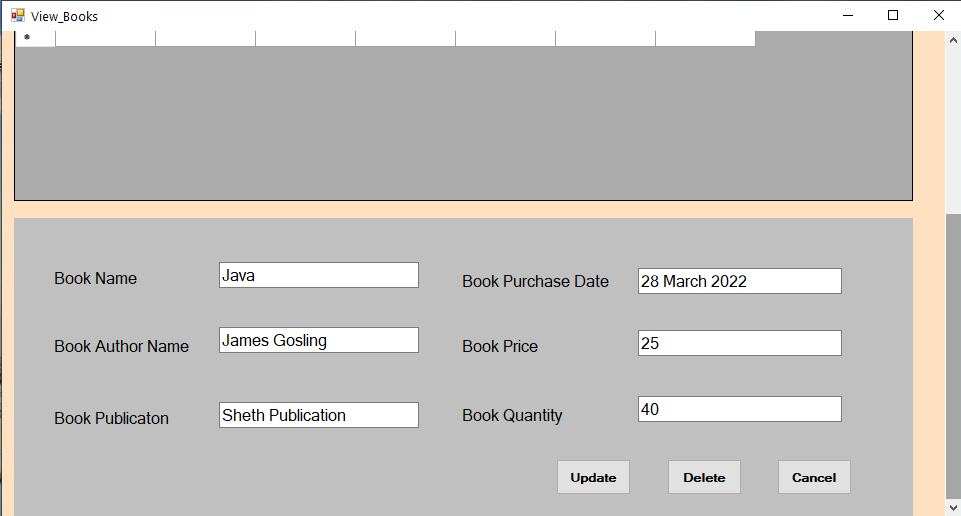 View_Books
*
Book Name Java
Book Purchase Date 28 March 2022
Book Author Name James Gosling
Book Price 25
Book Publicaton Sheth Publication
Book Quantity 40
Update Delete Cancel